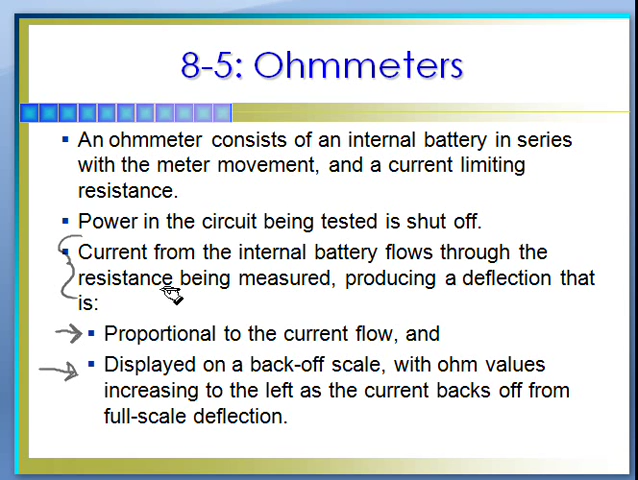 8-5: Ohmmeters
An ohmmeter consists of an internal battery in series
with the meter movement, and a current limiting
resistance.
Power in the circuit being tested is shut off.
Current from the internal battery flows through the
resistance being measured, producing a deflection that
is:
Proportional to the current flow, and
Displayed on a back-off scale, with ohm values
increasing to the left as the current backs off from
full-scale deflection.